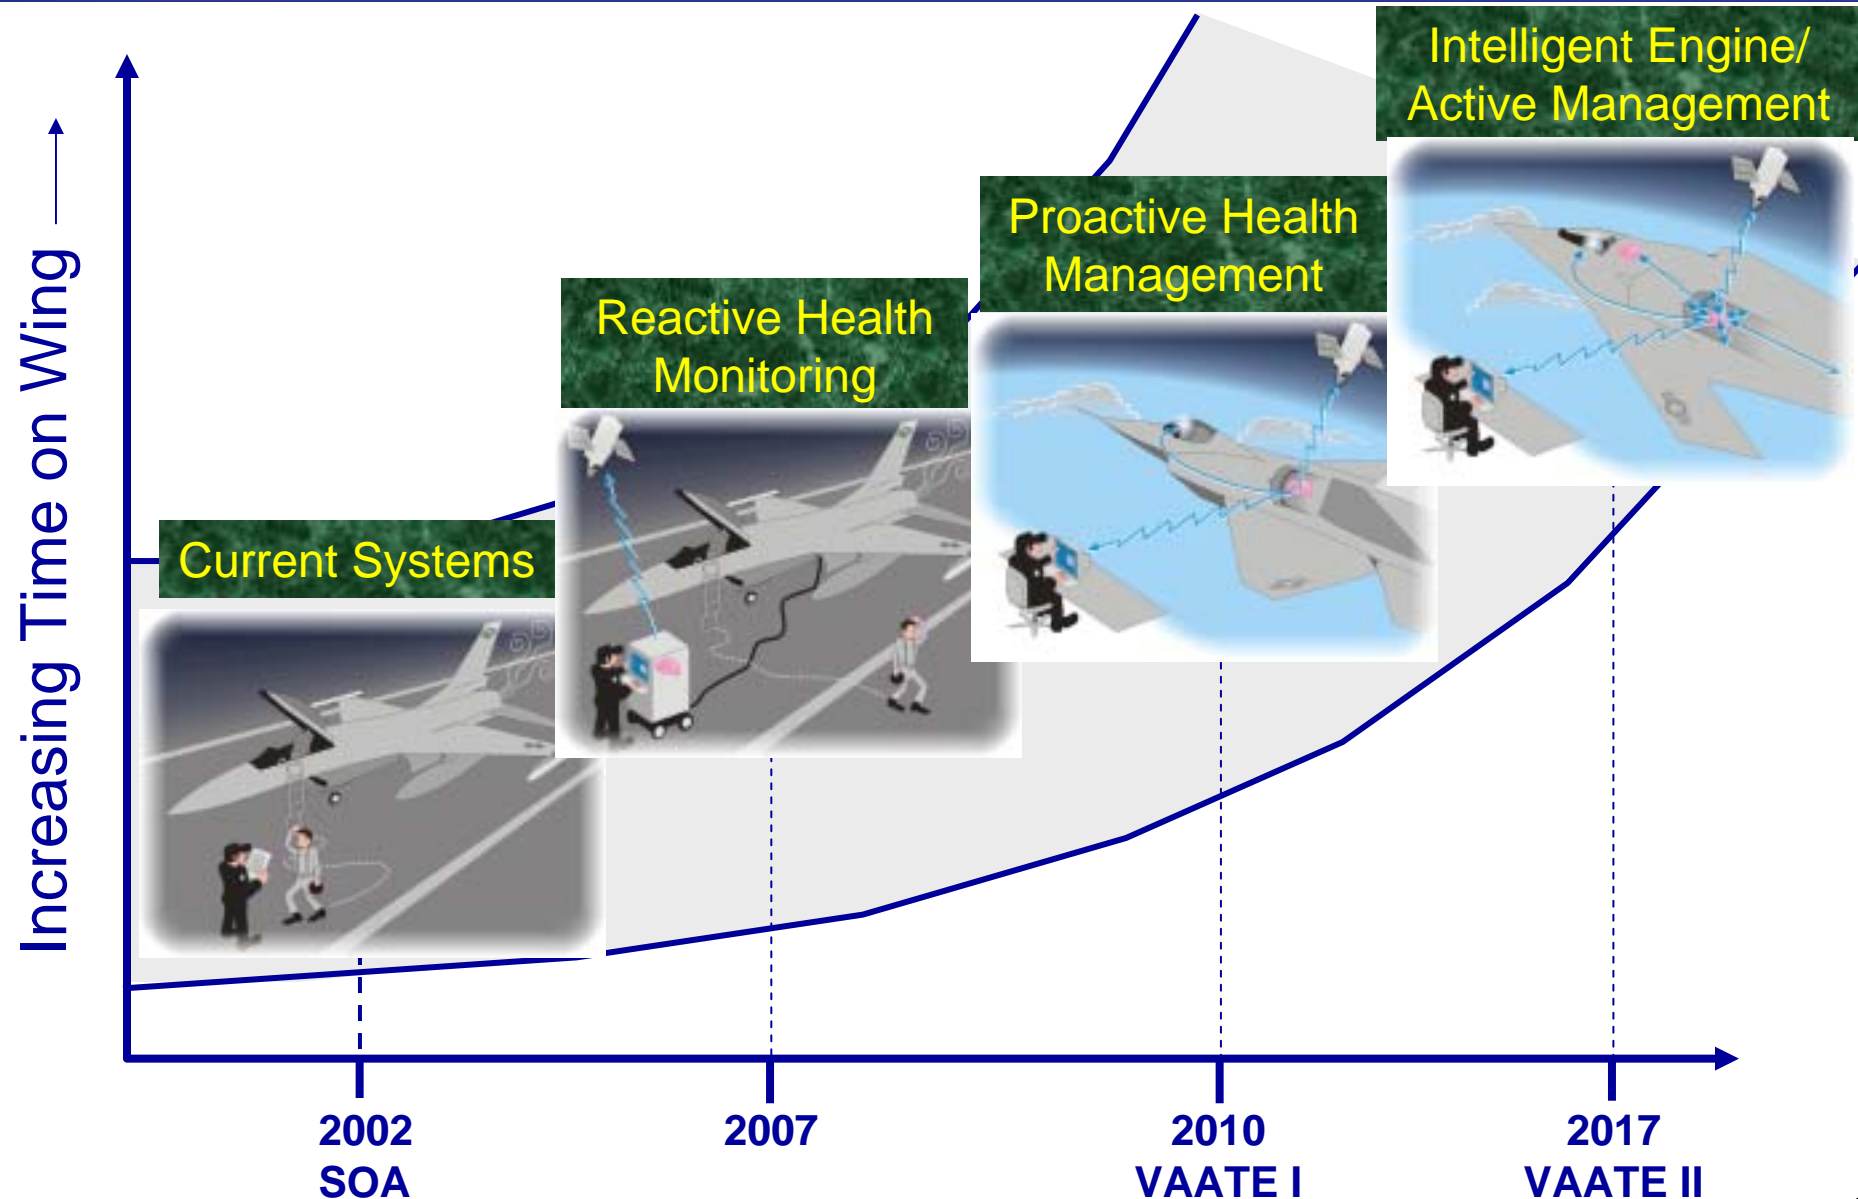 Intelligent Engine/
Active Management
Proactive Health
Management
Reactive Health
Monitoring
Current Systems
Increasing Time on Wing
2002
SOA
2007
2010
VAATE I
2017
VAATE II